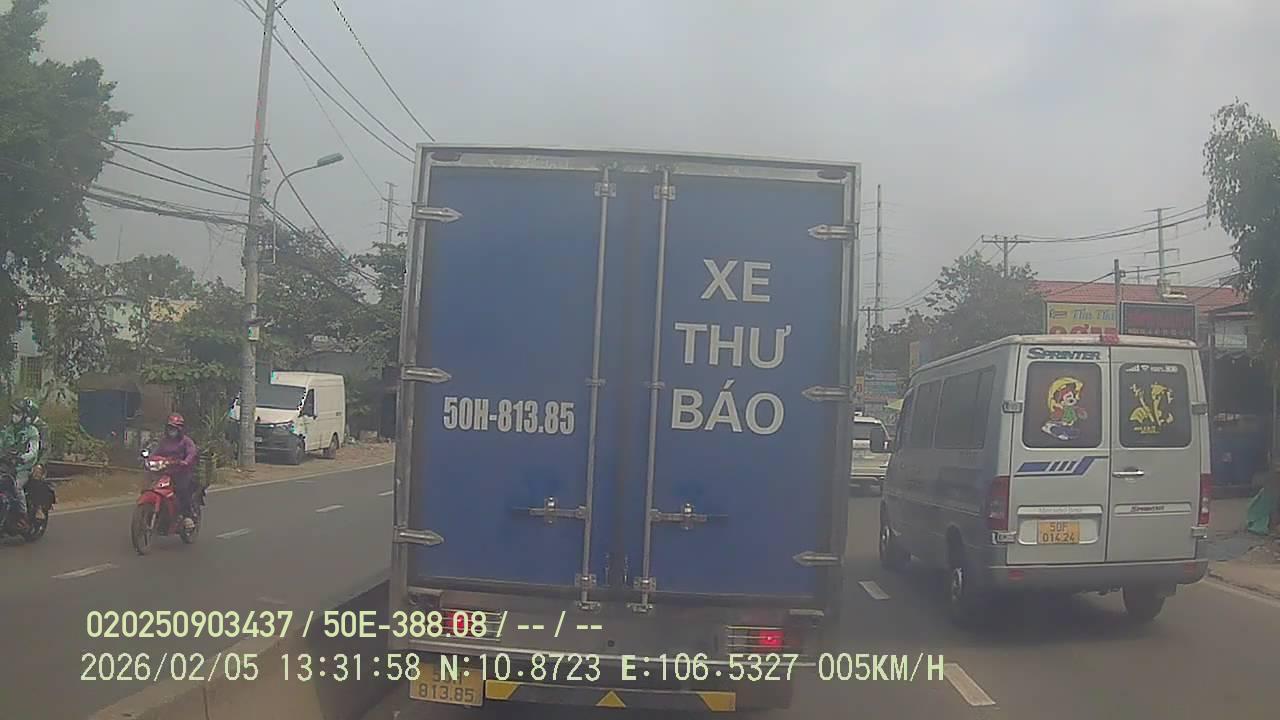 XE
THƯ
BÁO
50H-813.85
SPRINTER
SPRINTER
50F
014.24
813.85
020250903437 / 50E-388.08 / -- / --
2026/02/05 13:31:58 N:10.8723 E:106.5327 005KM/H